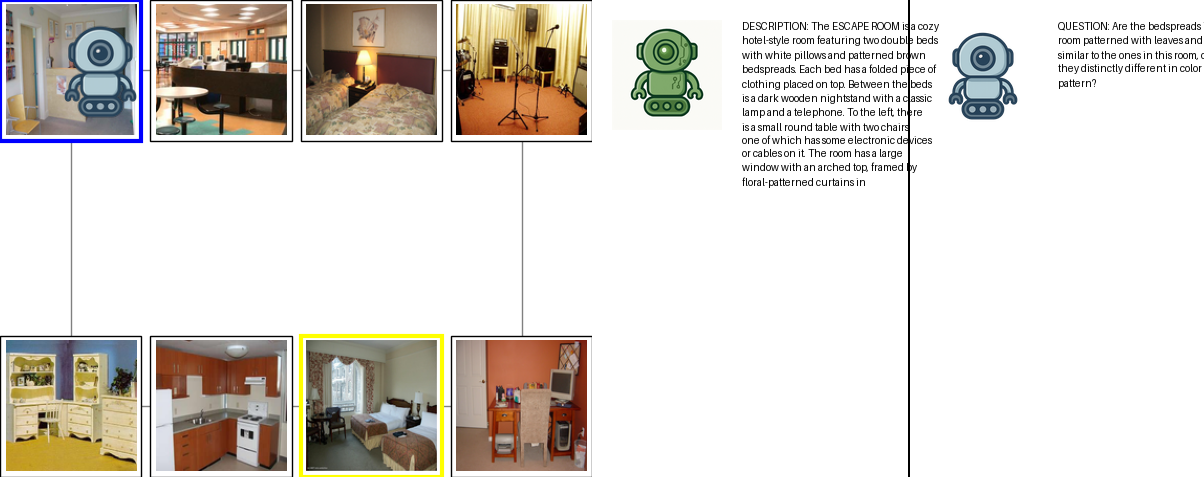 DESCRIPTION: The ESCAPE ROOM is a cozy
hotel-style room featuring two double beds
with white pillows and patterned brown
bedspreads. Each bed has a folded piece of
clothing placed on top. Between the beds
is a dark wooden nightstand with a classic
lamp and a telephone. To the left, there
is a small round table with two chairs,
one of which has some electronic devices
or cables on it. The room has a large
window with an arched top, framed by
floral-patterned curtains in
QUESTION: Are the bedspreads
room patterned with leaves and
similar to the ones in this room,
they distinctly different in color
pattern?